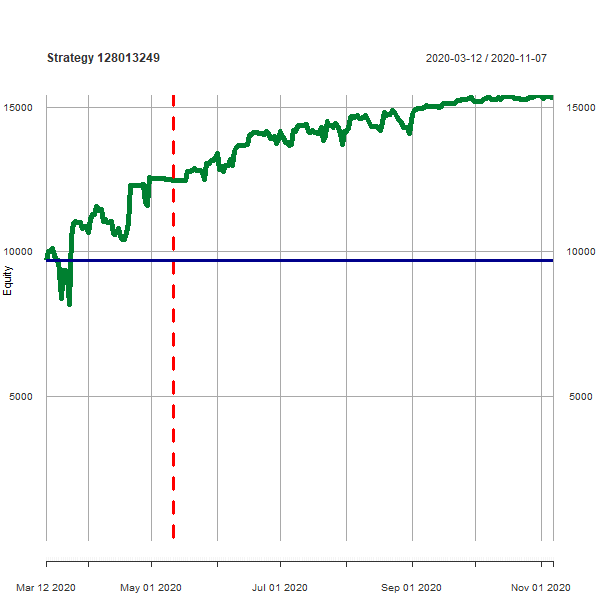 Strategy 128013249
2020-03-12 / 2020-11-07
15000
15000
10000
10000
Equity
5000
5000
Mar 12 2020
May 01 2020
Jul 01 2020
Sep 01 2020
Nov 01 2020